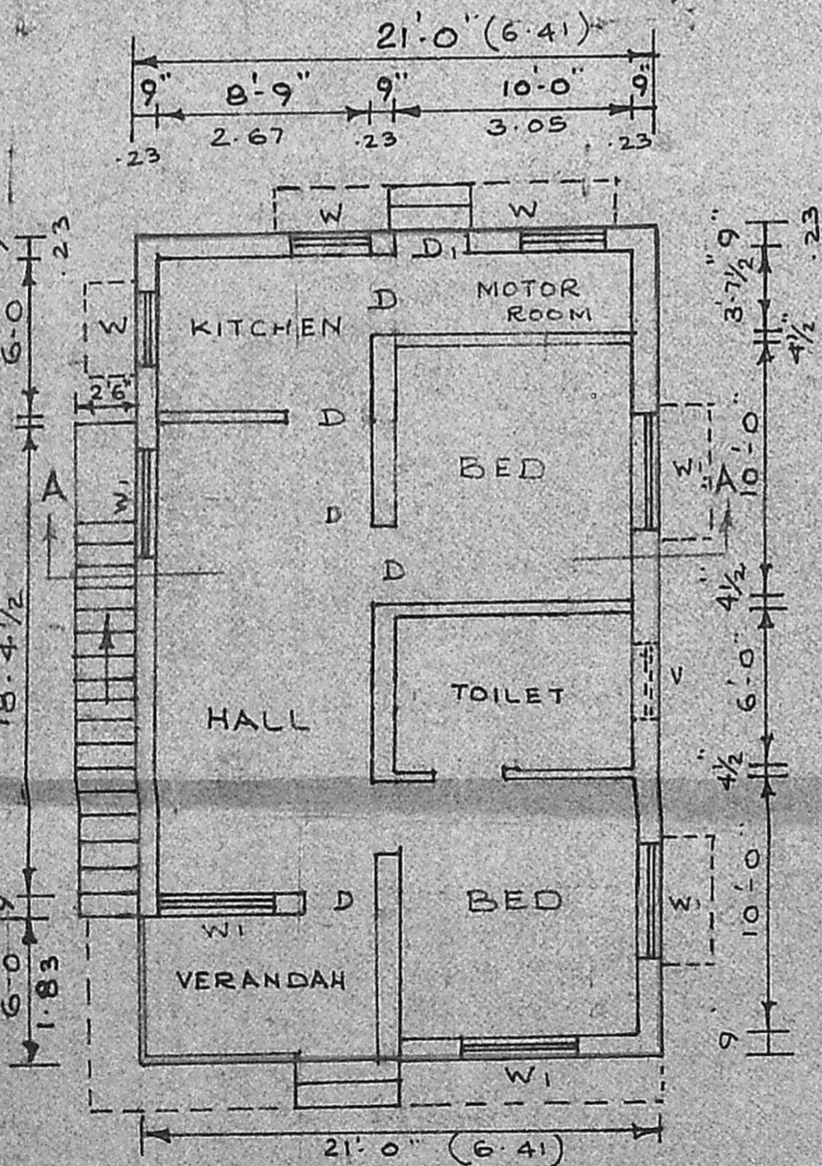 21'-0" (6.41)
9" 8'-9" 9" 10'-0" 9"
.23 2.67 .23 3.05 .23
W W
D1
.23
6-0
W
KITCHEN
D
MOTOR
ROOM
9"
.23
3'-7½"
4½"
2'6"
D
A
W1
D
BED
W1
A
10'-0"
D
4½"
18.4½
HALL
TOILET
V
6'-0"
4½"
9
W1
D
BED
W1
10'-0"
6-0
1.83
VERANDAH
9
W1
21'-0" (6.41)